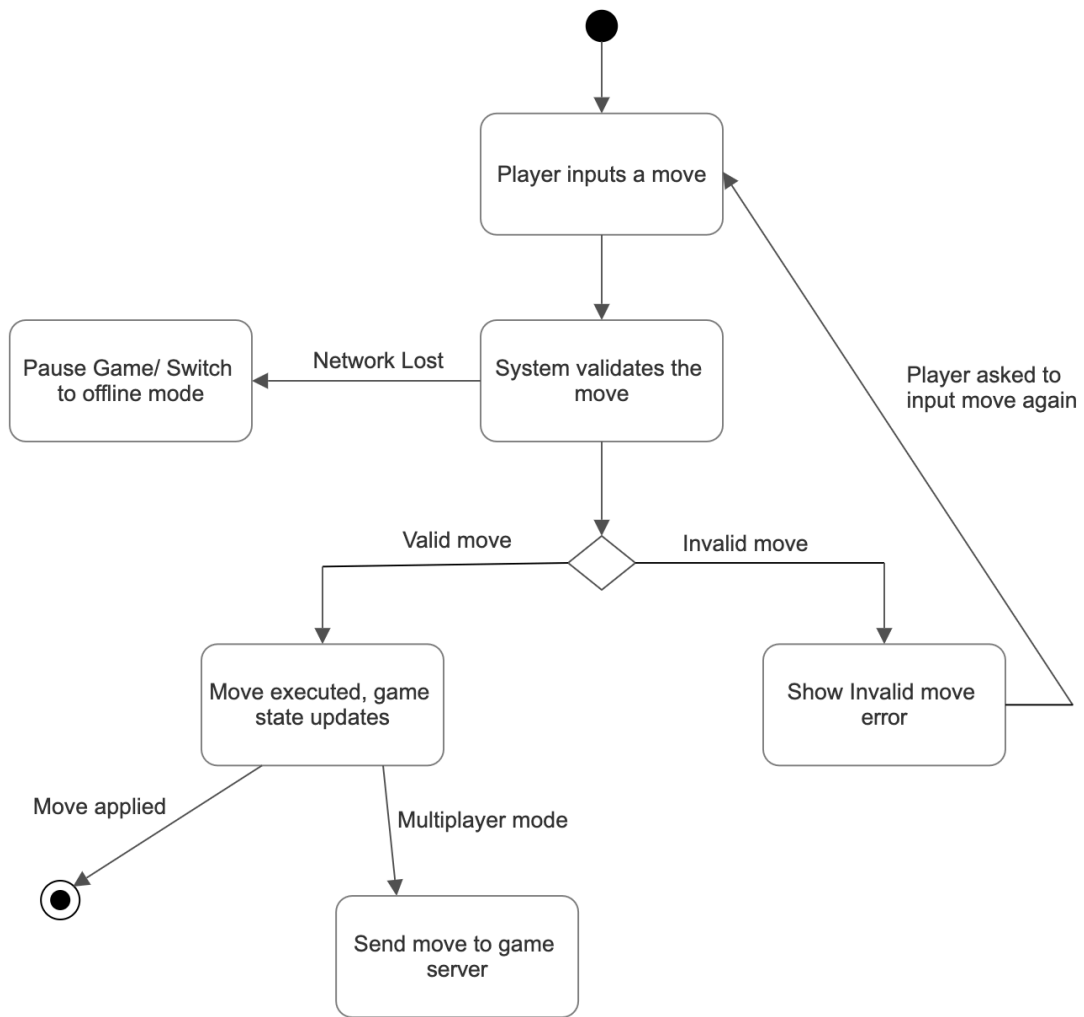 Player inputs a move
Pause Game/ Switch
to offline mode
Network Lost
System validates the
move
Player asked to
input move again
Valid move
Invalid move
Move executed, game
state updates
Show Invalid move
error
Move applied
Multiplayer mode
Send move to game
server